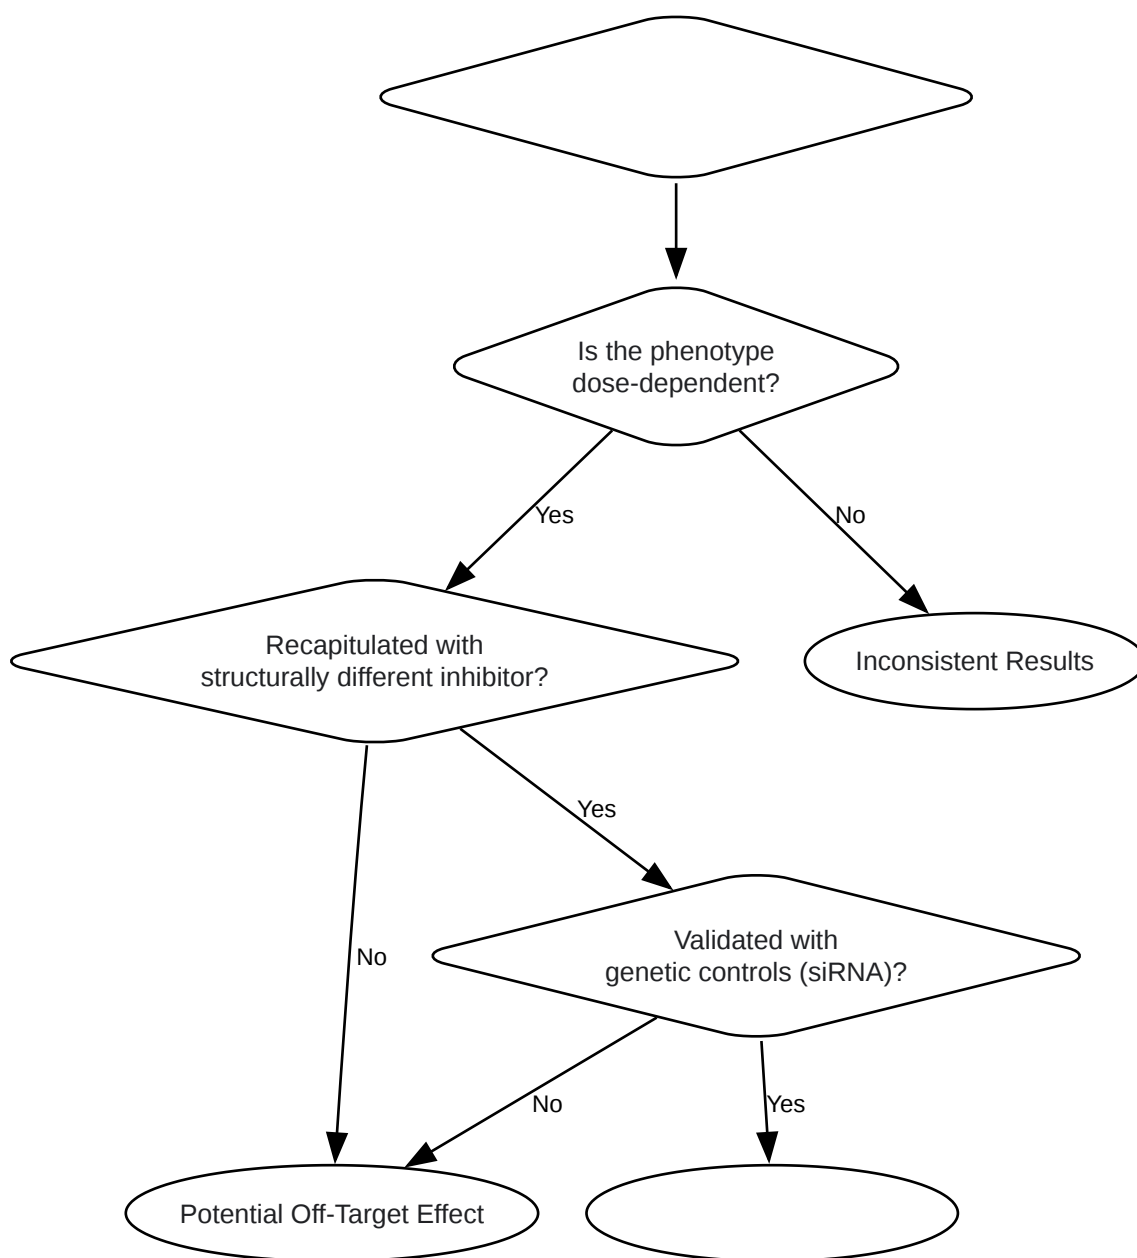 Is the phenotype
dose-dependent?
Yes
No
Recapitulated with
structurally different inhibitor?
Inconsistent Results
Yes
No
Validated with
genetic controls (siRNA)?
No
Yes
Potential Off-Target Effect